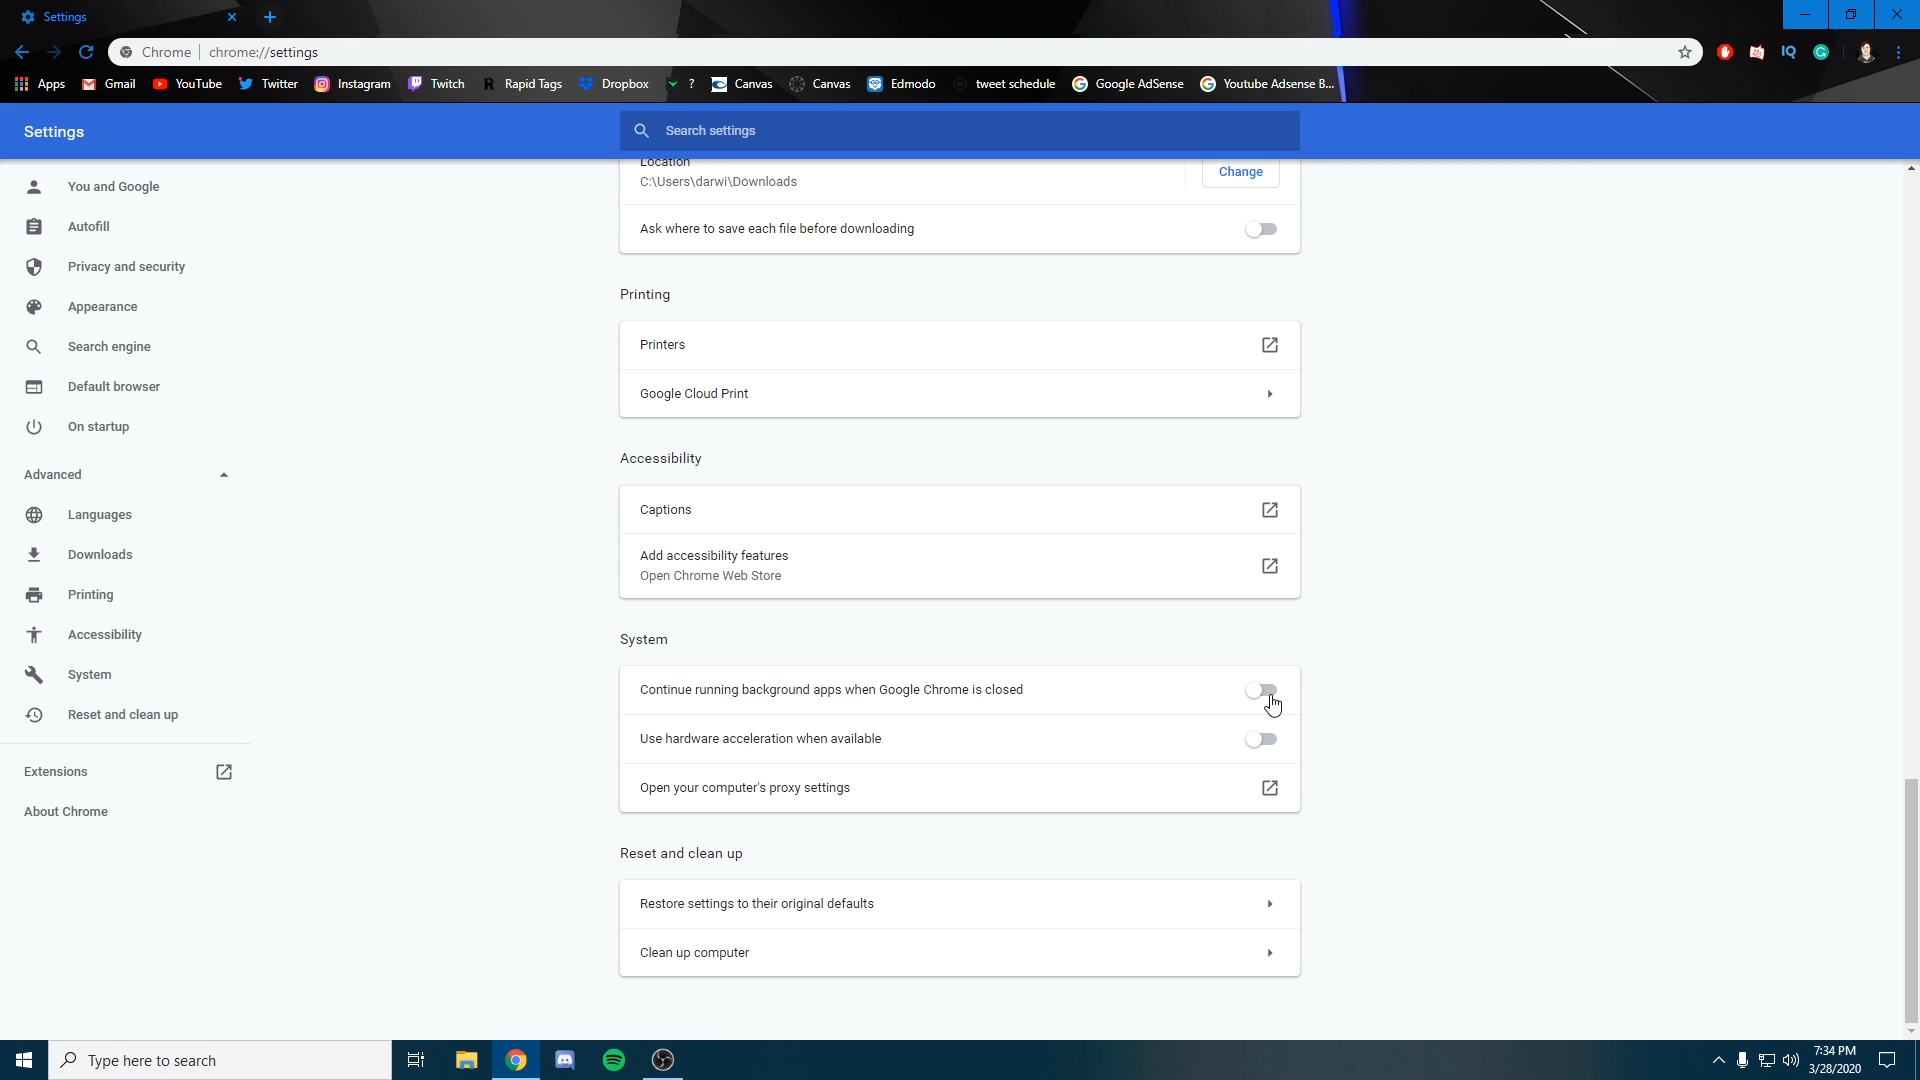 Settings
Chrome chrome://settings
Apps Gmail YouTube Twitter Instagram Twitch Rapid Tags Dropbox ? Canvas Canvas Edmodo tweet schedule Google AdSense Youtube Adsense B...
Settings
Search settings
You and Google
Autofill
Privacy and security
Appearance
Search engine
Default browser
On startup
Advanced
Languages
Downloads
Printing
Accessibility
System
Reset and clean up
Extensions
About Chrome
Location
C:\Users\darwi\Downloads
Change
Ask where to save each file before downloading
Printing
Printers
Google Cloud Print
Accessibility
Captions
Add accessibility features
Open Chrome Web Store
System
Continue running background apps when Google Chrome is closed
Use hardware acceleration when available
Open your computer's proxy settings
Reset and clean up
Restore settings to their original defaults
Clean up computer
Type here to search
7:34 PM
3/28/2020